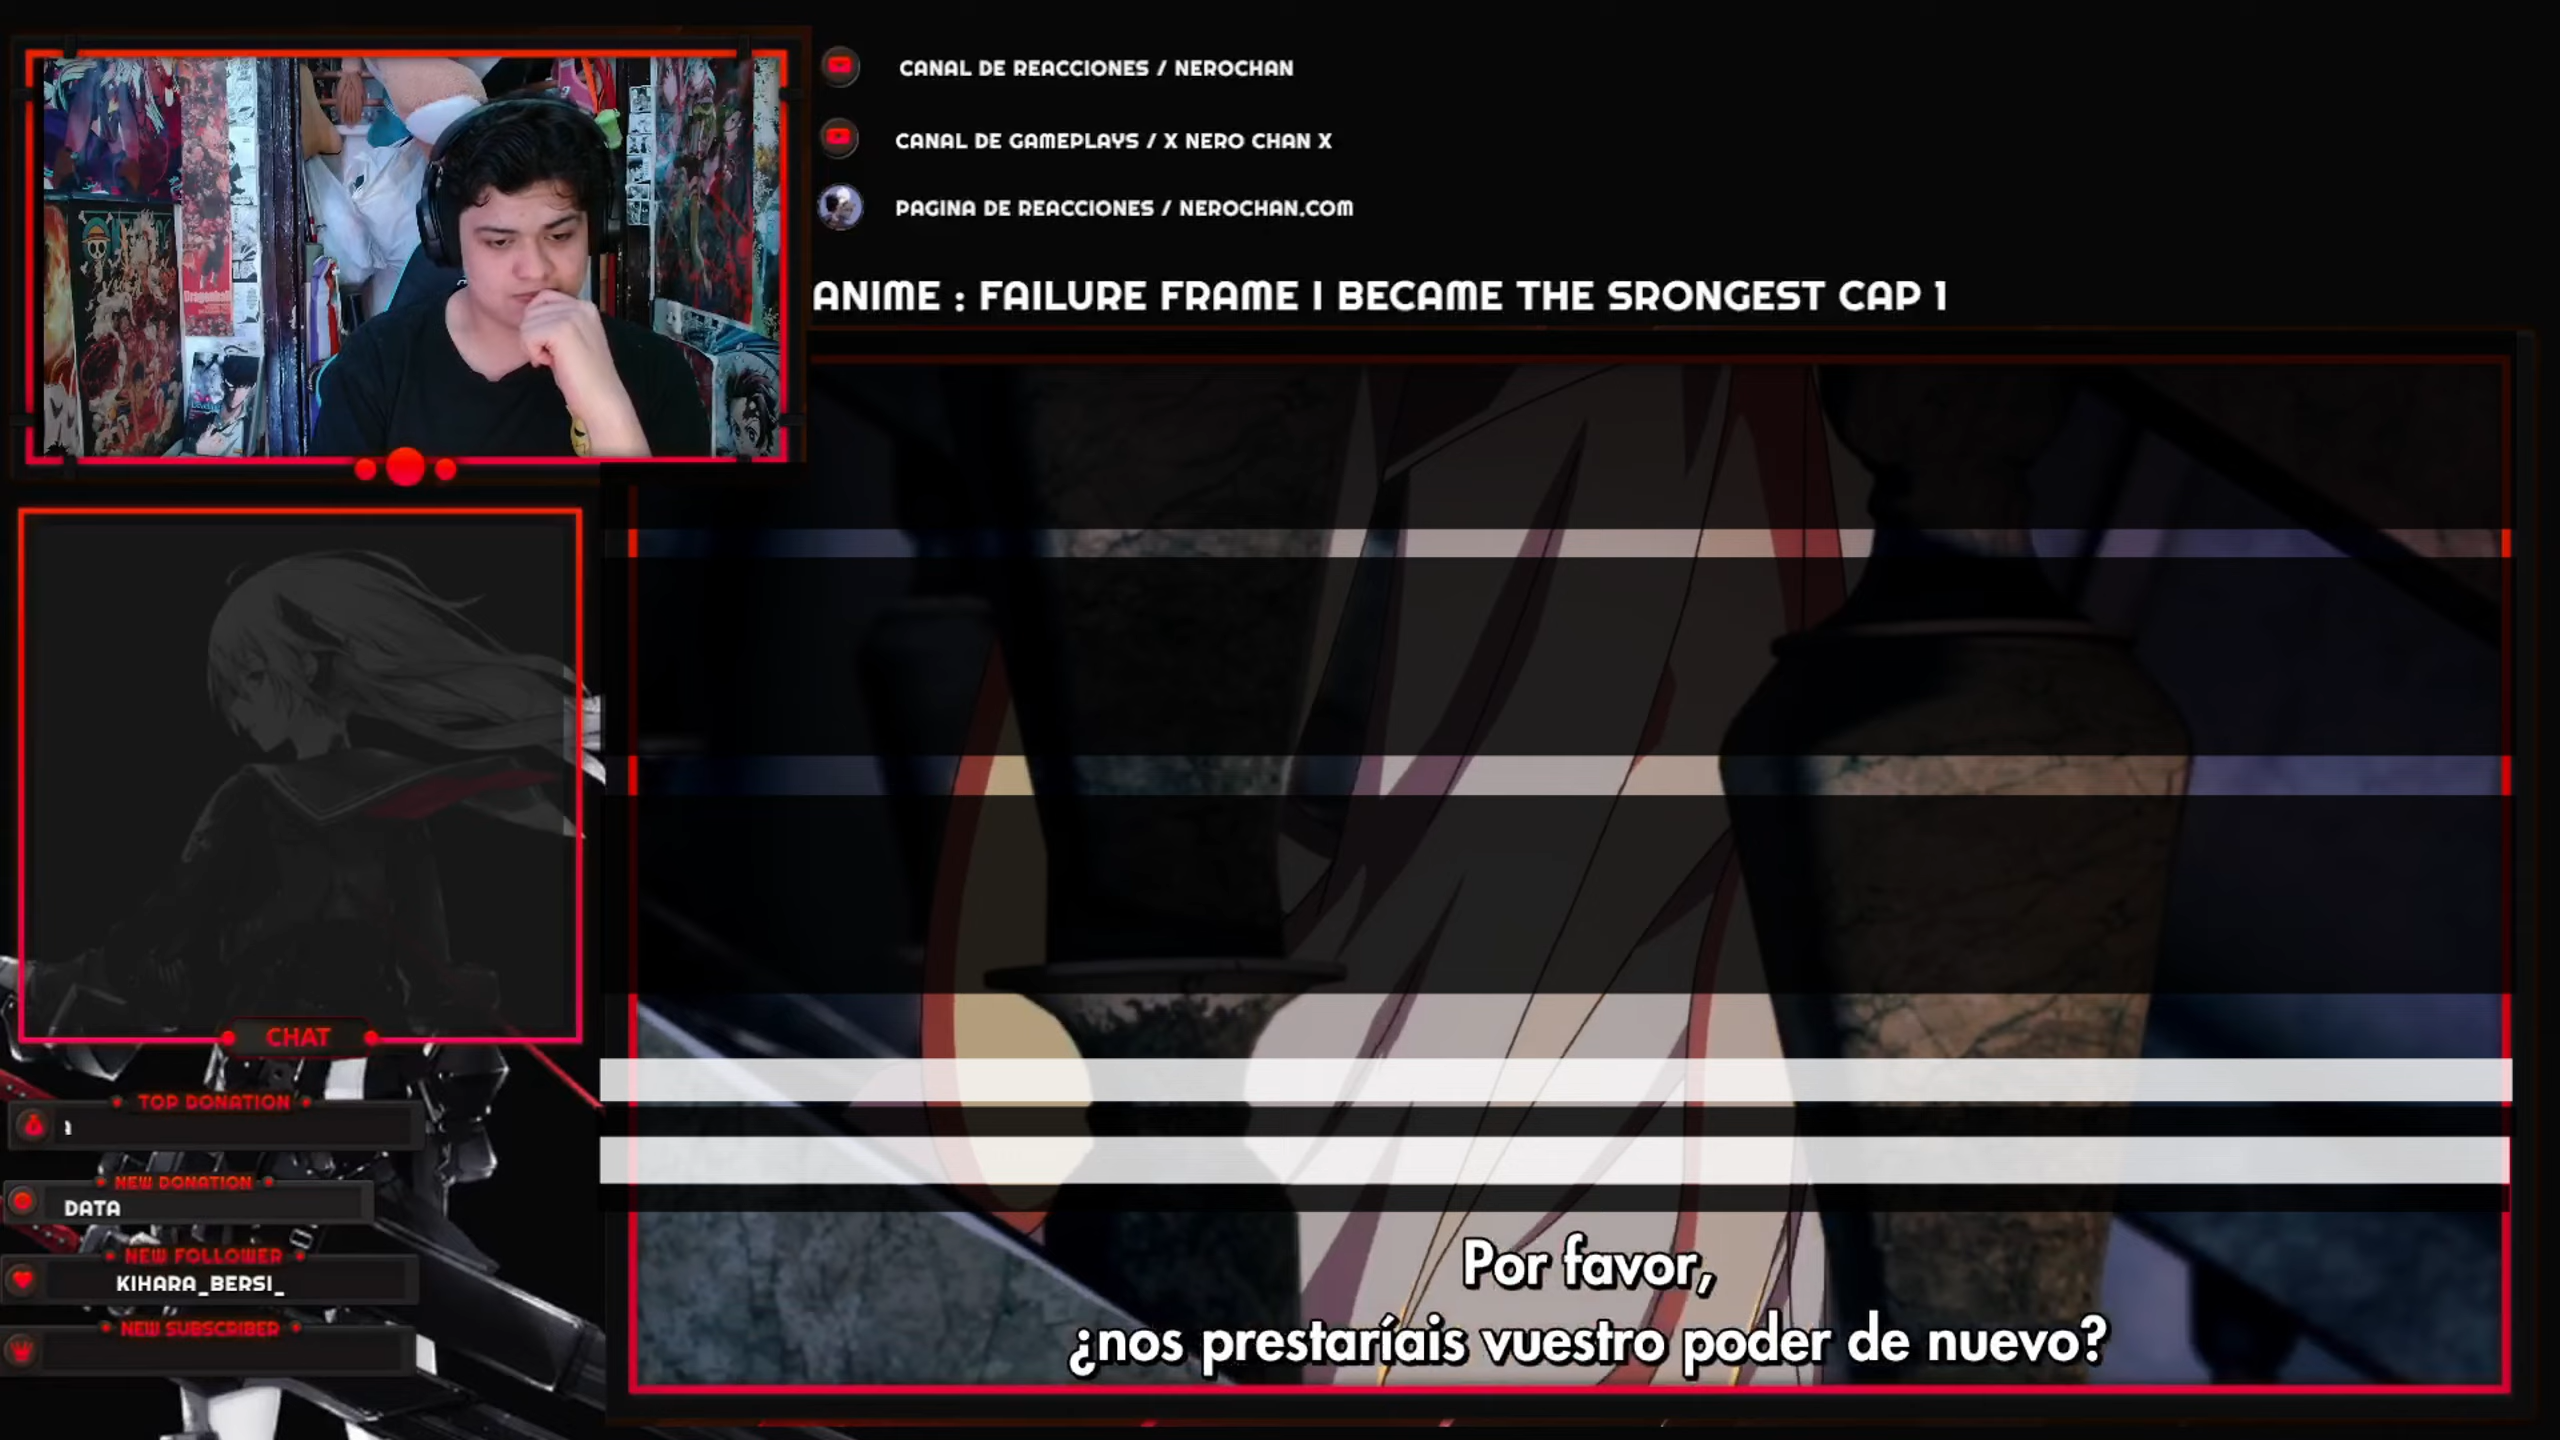 CANAL DE REACCIONES / NEROCHAN
CANAL DE GAMEPLAYS / X NERO CHAN X
PAGINA DE REACCIONES / NEROCHAN.COM
ANIME : FAILURE FRAME I BECAME THE SRONGEST CAP 1
CHAT
TOP DONATION
NEW DONATION
DATA
NEW FOLLOWER
KIHARA_BERSI_
NEW SUBSCRIBER
Por favor,
¿nos prestaríais vuestro poder de nuevo?